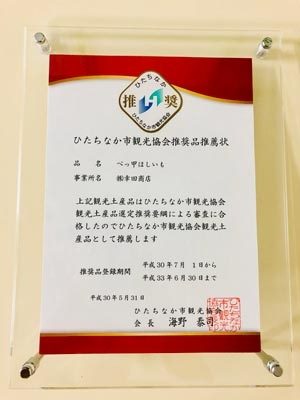 ひたちなか
推 奨
ひたちなか市観光協会
ひたちなか市観光協会推奨品推薦状
品 名 べっ甲ほしいも
事業所名 ㈱幸田商店
上記観光土産品はひたちなか市観光協会
観光土産品選定推奨要綱による審査に合
格したのでひたちなか市観光協会観光土
産品として推薦します
平成30年7月 1日から
推奨品登録期間
平成33年6月30日まで
平成30年5月31日
ひたちなか市観光協会
会 長 海野 泰司